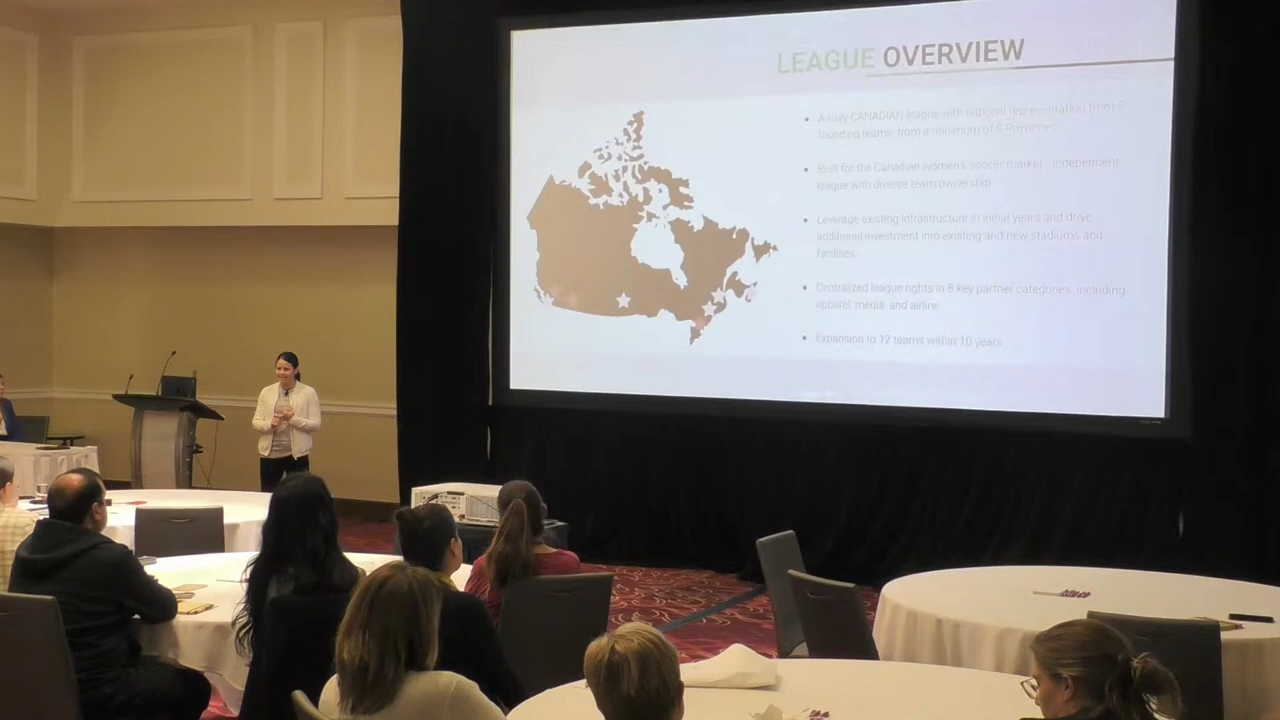 LEAGUE OVERVIEW
A truly CANADIAN league with national representation from
founding teams, from a minimum of 5 Provinces
Built for the Canadian women's soccer market - independent
league with diverse team ownership
Leverage existing infrastructure in initial years and drive
additional investment into existing and new stadiums and
facilities
Centralized league rights in 8 key partner categories, including
apparel, media, and airline
Expansion to 12 teams within 10 years